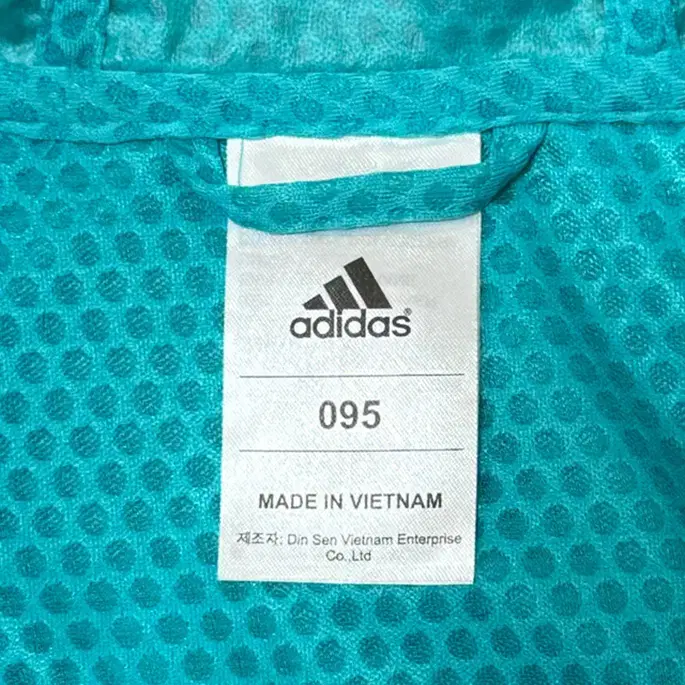 adidas®
095
MADE IN VIETNAM
제조자: Din Sen Vietnam Enterprise
Co.,Ltd